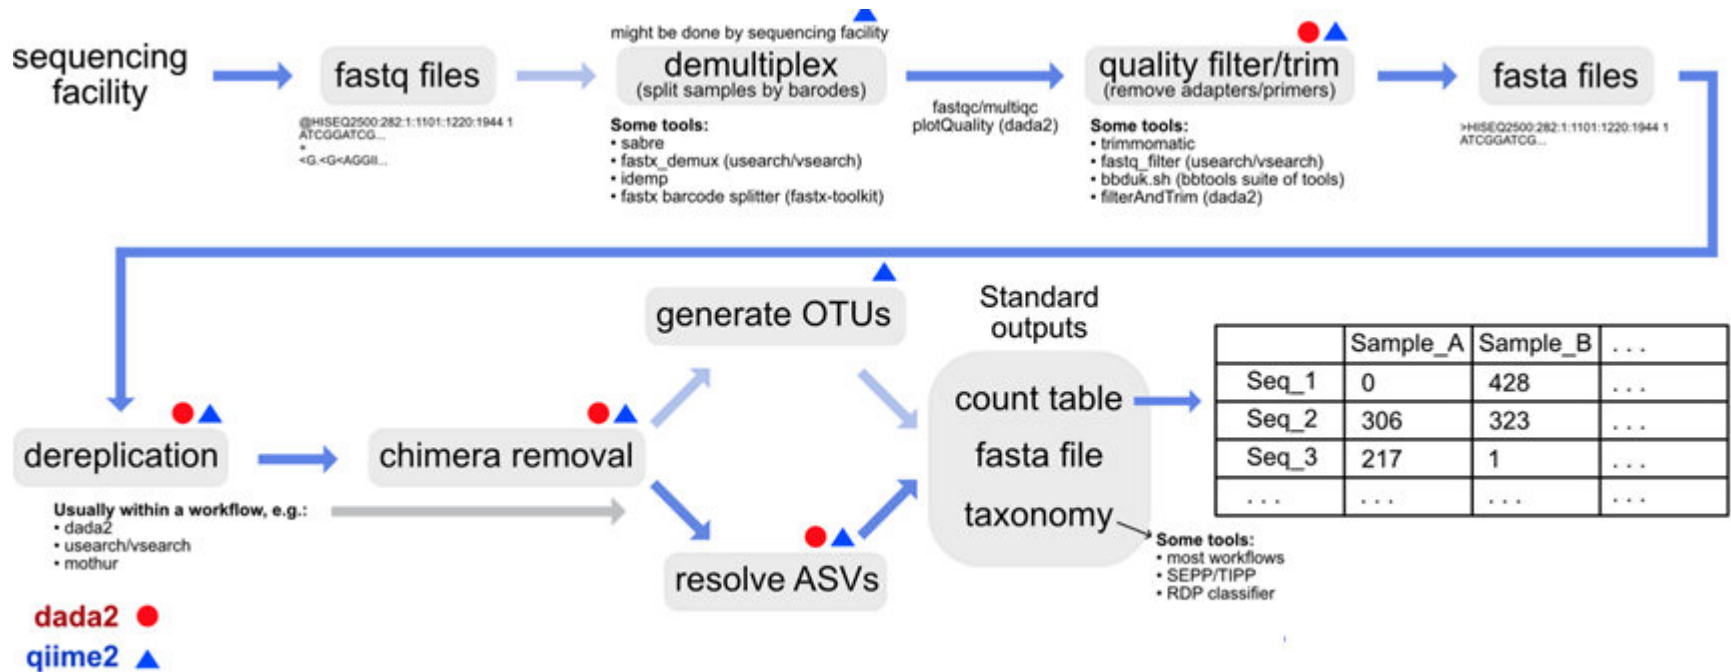 sequencing
facility
fastq files
@HISEQ2500:282:1:1101:1220:1944 1
ATCGGATCG...
+
<G.<G<AGGII...
might be done by sequencing facility
demultiplex
(split samples by barodes)
Some tools:
• sabre
• fastx_demux (usearch/vsearch)
• idemp
• fastx barcode splitter (fastx-toolkit)
fastqc/multiqc
plotQuality (dada2)
quality filter/trim
(remove adapters/primers)
Some tools:
• trimmomatic
• fastq_filter (usearch/vsearch)
• bbduk.sh (bbtools suite of tools)
• filterAndTrim (dada2)
fasta files
>HISEQ2500:282:1:1101:1220:1944 1
ATCGGATCG...
dereplication
Usually within a workflow, e.g.:
• dada2
• usearch/vsearch
• mothur
chimera removal
generate OTUs
resolve ASVs
Standard
outputs
count table
fasta file
taxonomy
Some tools:
• most workflows
• SEPP/TIPP
• RDP classifier
Sample_A Sample_B ...
Seq_1 0 428 ...
Seq_2 306 323 ...
Seq_3 217 1 ...
... ... ... ...
dada2
qiime2